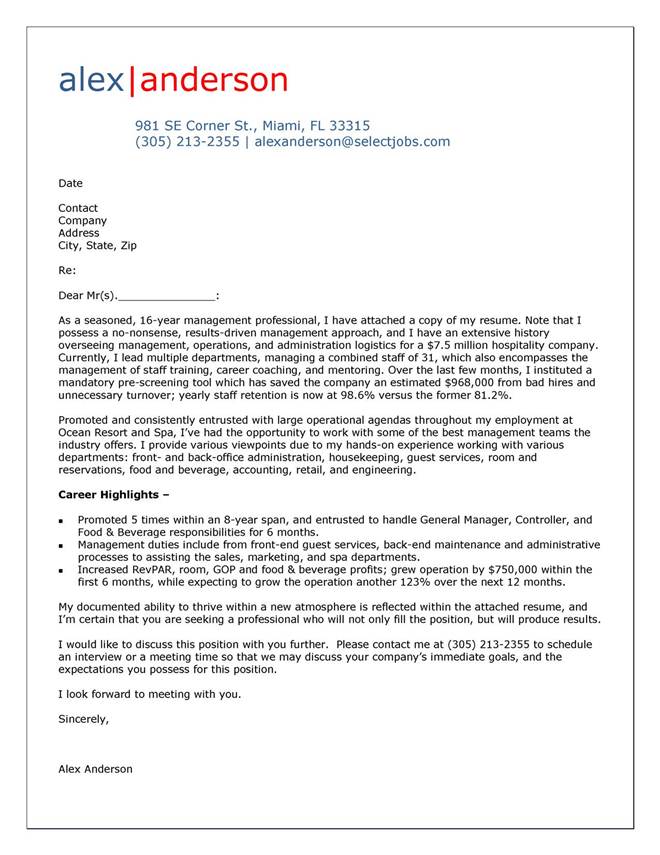 alex|anderson
981 SE Corner St., Miami, FL 33315
(305) 213-2355 | alexanderson@selectjobs.com
Date
Contact
Company
Address
City, State, Zip
Re:
Dear Mr(s)._______________:
As a seasoned, 16-year management professional, I have attached a copy of my resume. Note that I
possess a no-nonsense, results-driven management approach, and I have an extensive history
overseeing management, operations, and administration logistics for a $7.5 million hospitality company.
Currently, I lead multiple departments, managing a combined staff of 31, which also encompasses the
management of staff training, career coaching, and mentoring. Over the last few months, I instituted a
mandatory pre-screening tool which has saved the company an estimated $968,000 from bad hires and
unnecessary turnover; yearly staff retention is now at 98.6% versus the former 81.2%.
Promoted and consistently entrusted with large operational agendas throughout my employment at
Ocean Resort and Spa, I've had the opportunity to work with some of the best management teams the
industry offers. I provide various viewpoints due to my hands-on experience working with various
departments: front- and back-office administration, housekeeping, guest services, room and
reservations, food and beverage, accounting, retail, and engineering.
Career Highlights –
▪ Promoted 5 times within an 8-year span, and entrusted to handle General Manager, Controller, and
Food & Beverage responsibilities for 6 months.
▪ Management duties include from front-end guest services, back-end maintenance and administrative
processes to assisting the sales, marketing, and spa departments.
▪ Increased RevPAR, room, GOP and food & beverage profits; grew operation by $750,000 within the
first 6 months, while expecting to grow the operation another 123% over the next 12 months.
My documented ability to thrive within a new atmosphere is reflected within the attached resume, and
I'm certain that you are seeking a professional who will not only fill the position, but will produce results.
I would like to discuss this position with you further.  Please contact me at (305) 213-2355 to schedule
an interview or a meeting time so that we may discuss your company's immediate goals, and the
expectations you possess for this position.
I look forward to meeting with you.
Sincerely,
Alex Anderson